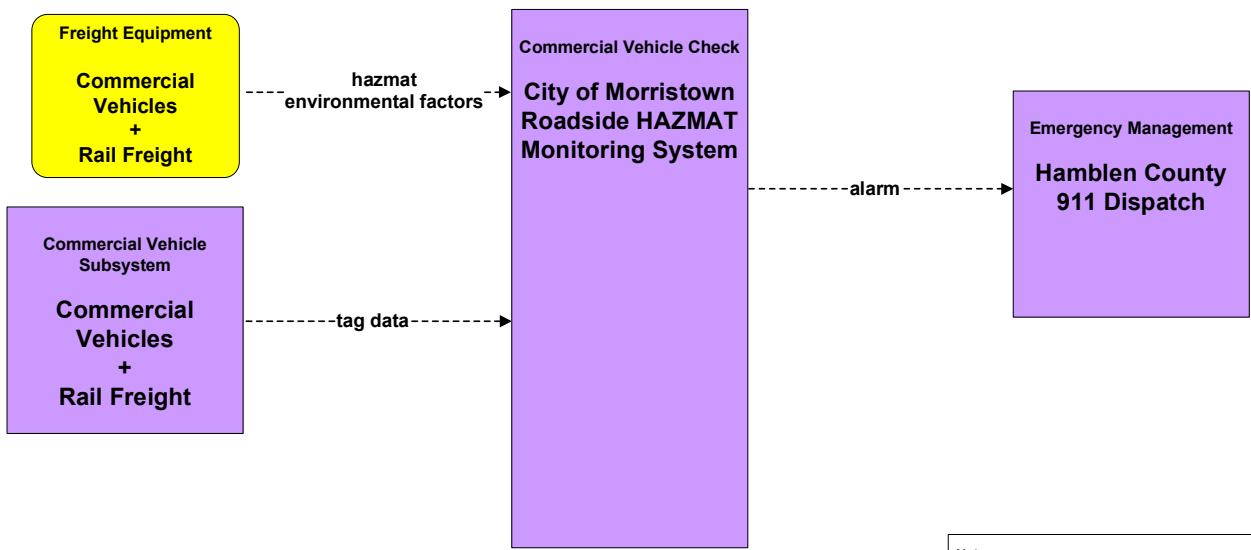 Freight Equipment
Commercial
Vehicles
+
Rail Freight
hazmat
environmental factors
Commercial Vehicle Check
City of Morristown
Roadside HAZMAT
Monitoring System
Emergency Management
Hamblen County
911 Dispatch
alarm
Commercial Vehicle
Subsystem
Commercial
Vehicles
+
Rail Freight
tag data